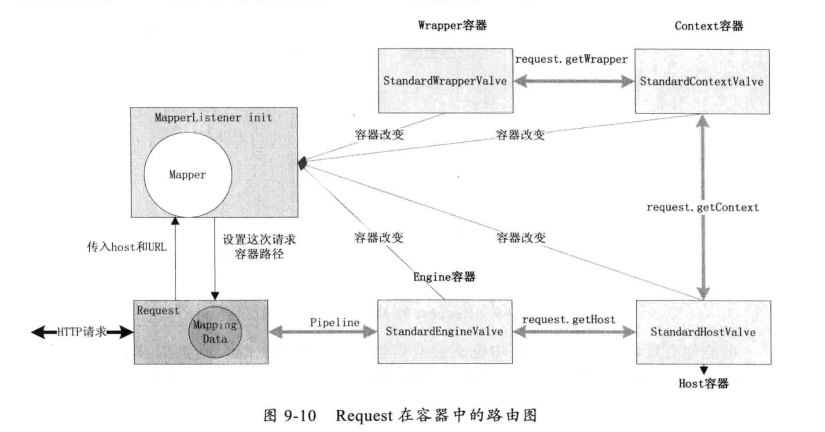 Wrapper容器
Context容器
request.getWrapper
StandardWrapperValve
StandardContextValve
MapperListener init
容器改变
容器改变
Mapper
request.getContext
传入host和URL
设置这次请求
容器路径
容器改变
容器改变
Engine容器
Request
Mapping
Data
HTTP请求
Pipeline
StandardEngineValve
request.getHost
StandardHostValve
Host容器
图 9-10 Request 在容器中的路由图